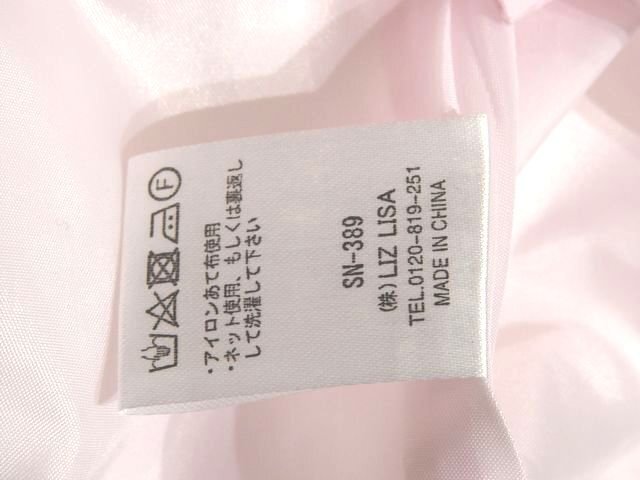 F
・アイロンあて布使用
・ネット使用、もしくは裏返し
して洗濯して下さい
SN-389
(株) LIZ LISA
TEL.0120-819-251
MADE IN CHINA